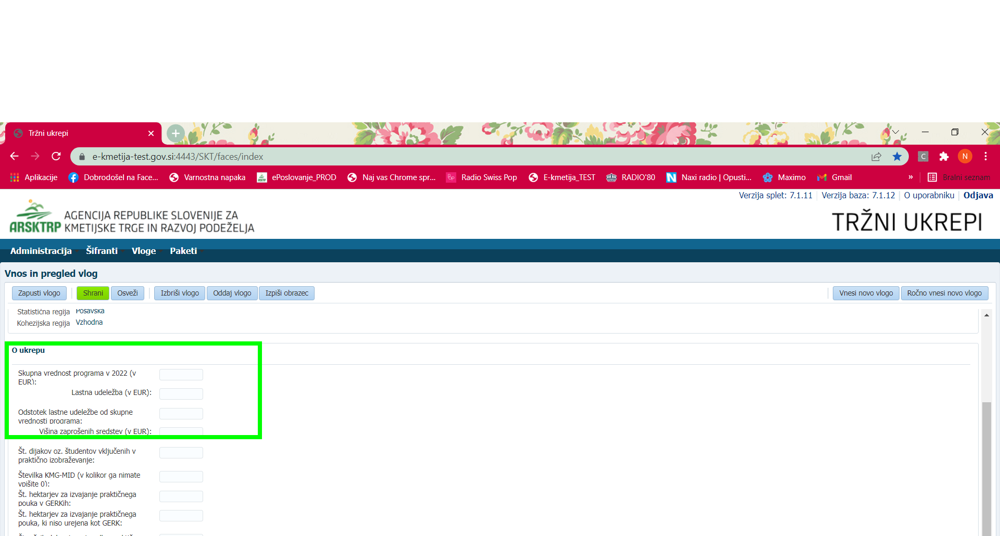 Tržni ukrepi
e-kmetija-test.gov.si:4443/SKT/faces/index
C
N
Aplikacije
Dobrodošel na Face...
Varnostna napaka
ePoslovanje_PROD
Naj vas Chrome spr...
Radio Swiss Pop
E-kmetija_TEST
RADIO'80
Naxi radio | Opusti...
Maximo
Gmail
»
Bralni seznam
Verzija splet: 7.1.11
Verzija baza: 7.1.12
O uporabniku
Odjava
ARSKTRP
AGENCIJA REPUBLIKE SLOVENIJE ZA
KMETIJSKE TRGE IN RAZVOJ PODEŽELJA
TRŽNI UKREPI
Administracija
Šifranti
Vloge
Paketi
Vnos in pregled vlog
Zapusti vlogo
Shrani
Osveži
Izbriši vlogo
Oddaj vlogo
Izpiši obrazec
Vnesi novo vlogo
Ročno vnesi novo vlogo
Statistična regija Posavska
Kohezijska regija Vzhodna
O ukrepu
Skupna vrednost programa v 2022 (v
EUR):
Lastna udeležba (v EUR):
Odstotek lastne udeležbe od skupne
vrednosti programa:
Višina zaprošenih sredstev (v EUR):
Št. dijakov oz. študentov vključenih v
praktično izobraževanje:
Številka KMG-MID (v kolikor ga nimate
vpišite 0):
Št. hektarjev za izvajanje praktičnega
pouka v GERKih:
Št. hektarjev za izvajanje praktičnega
pouka, ki niso urejena kot GERK: